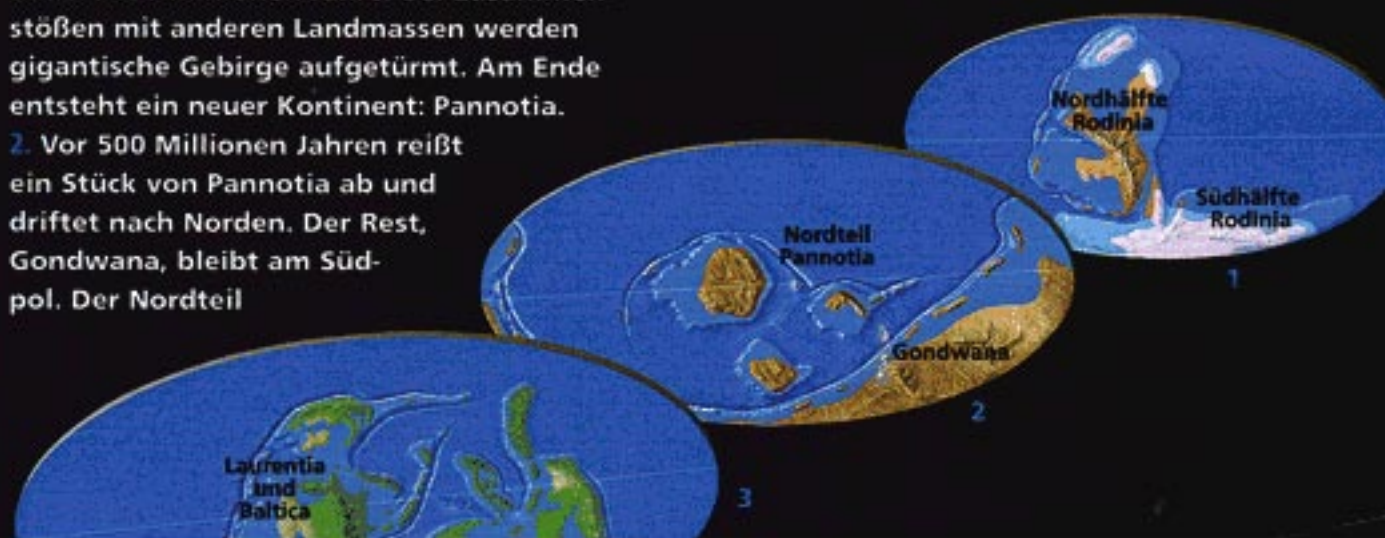 stößen mit anderen Landmassen werden
gigantische Gebirge aufgetürmt. Am Ende
entsteht ein neuer Kontinent: Pannotia.
2. Vor 500 Millionen Jahren reißt
ein Stück von Pannotia ab und
driftet nach Norden. Der Rest,
Gondwana, bleibt am Süd-
pol. Der Nordteil
Nordhälfte
Rodinia
Südhälfte
Rodinia
1
Nordteil
Pannotia
Gondwana
2
Laurentia
und
Baltica
3